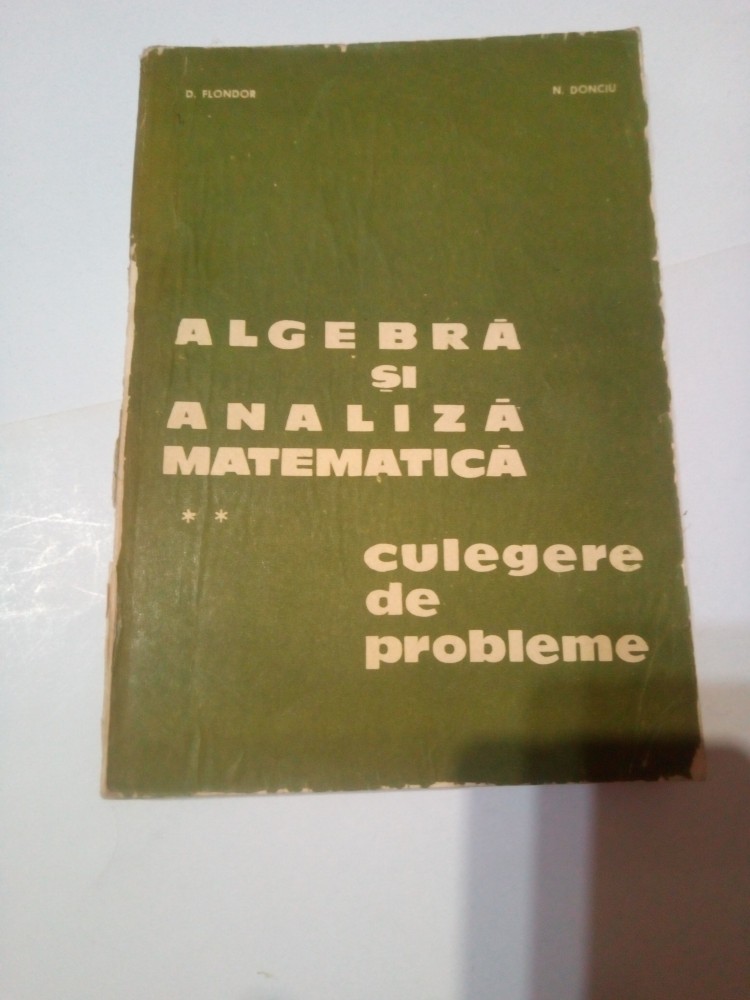 D. FLONDOR N. DONCIU
ALGEBRĂ
ȘI
ANALIZĂ
MATEMATICĂ
* *
culegere
de
probleme